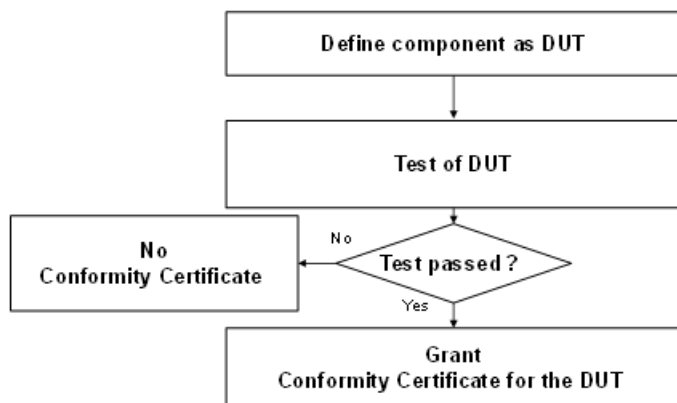 Define component as DUT
Test of DUT
No
Conformity Certificate
No
Test passed ?
Yes
Grant
Conformity Certificate for the DUT